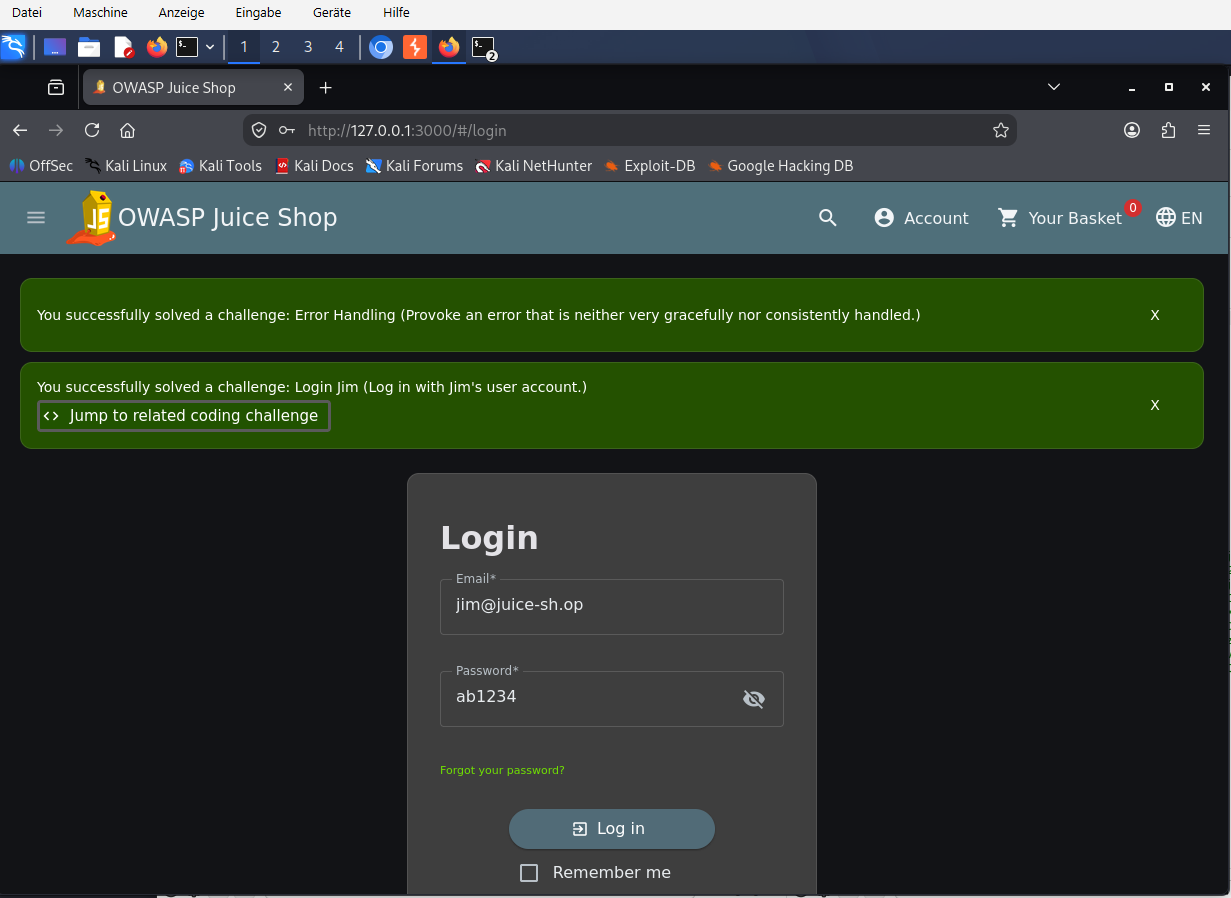 Datei Maschine Anzeige Eingabe Geräte Hilfe
$- 1 2 3 4 $- 2
OWASP Juice Shop
http://127.0.0.1:3000/#/login
OffSec Kali Linux Kali Tools Kali Docs Kali Forums Kali NetHunter Exploit-DB Google Hacking DB
JS OWASP Juice Shop Account Your Basket 0 EN
You successfully solved a challenge: Error Handling (Provoke an error that is neither very gracefully nor consistently handled.) X
You successfully solved a challenge: Login Jim (Log in with Jim's user account.)
<> Jump to related coding challenge X
Login
Email*
jim@juice-sh.op
Password*
ab1234
Forgot your password?
Log in
Remember me